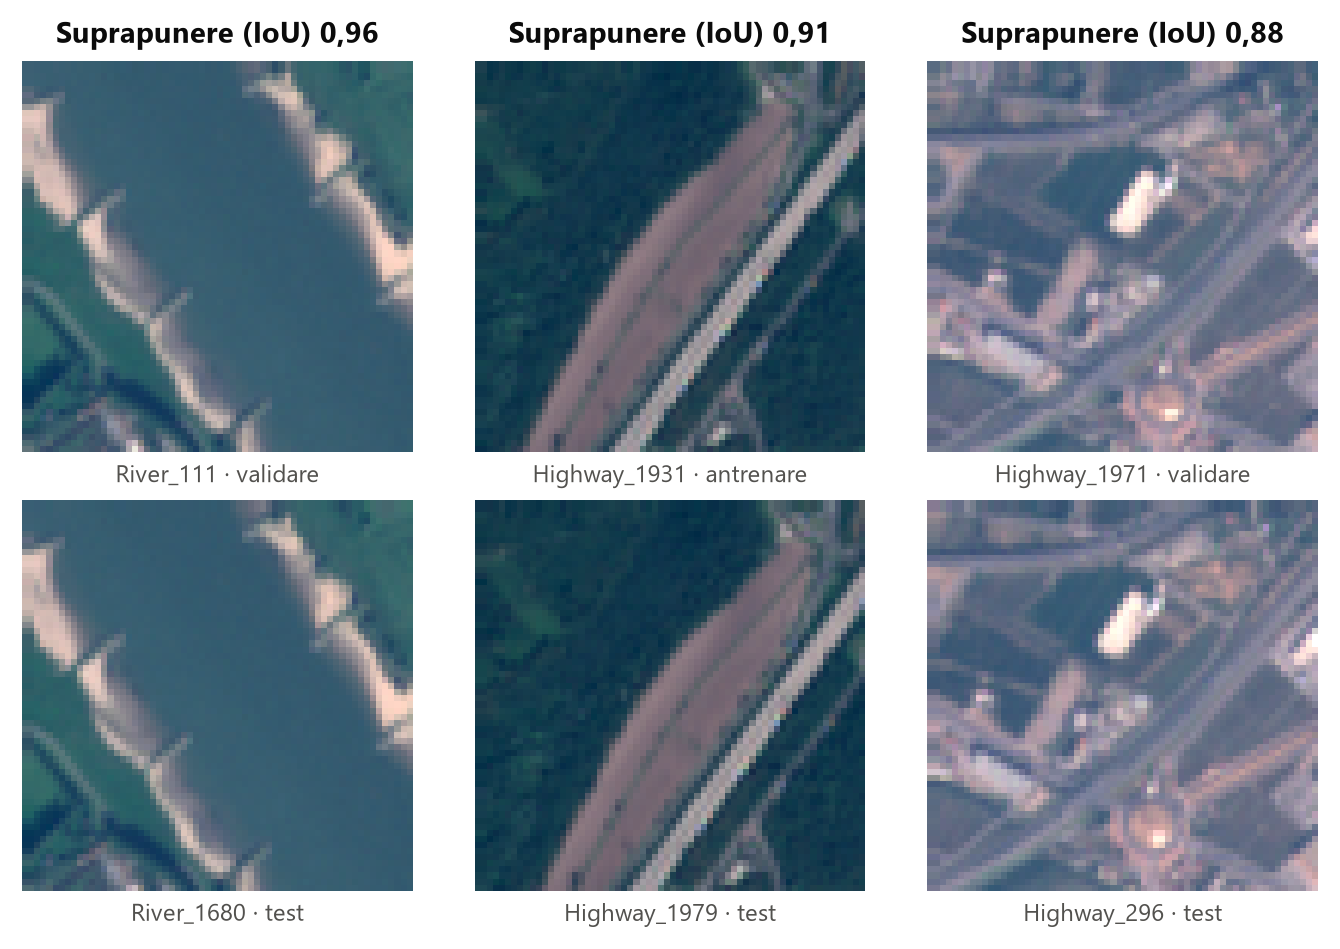 Suprapunere (IoU) 0,96
Suprapunere (IoU) 0,91
Suprapunere (IoU) 0,88
River_111 · validare
Highway_1931 · antrenare
Highway_1971 · validare
River_1680 · test
Highway_1979 · test
Highway_296 · test